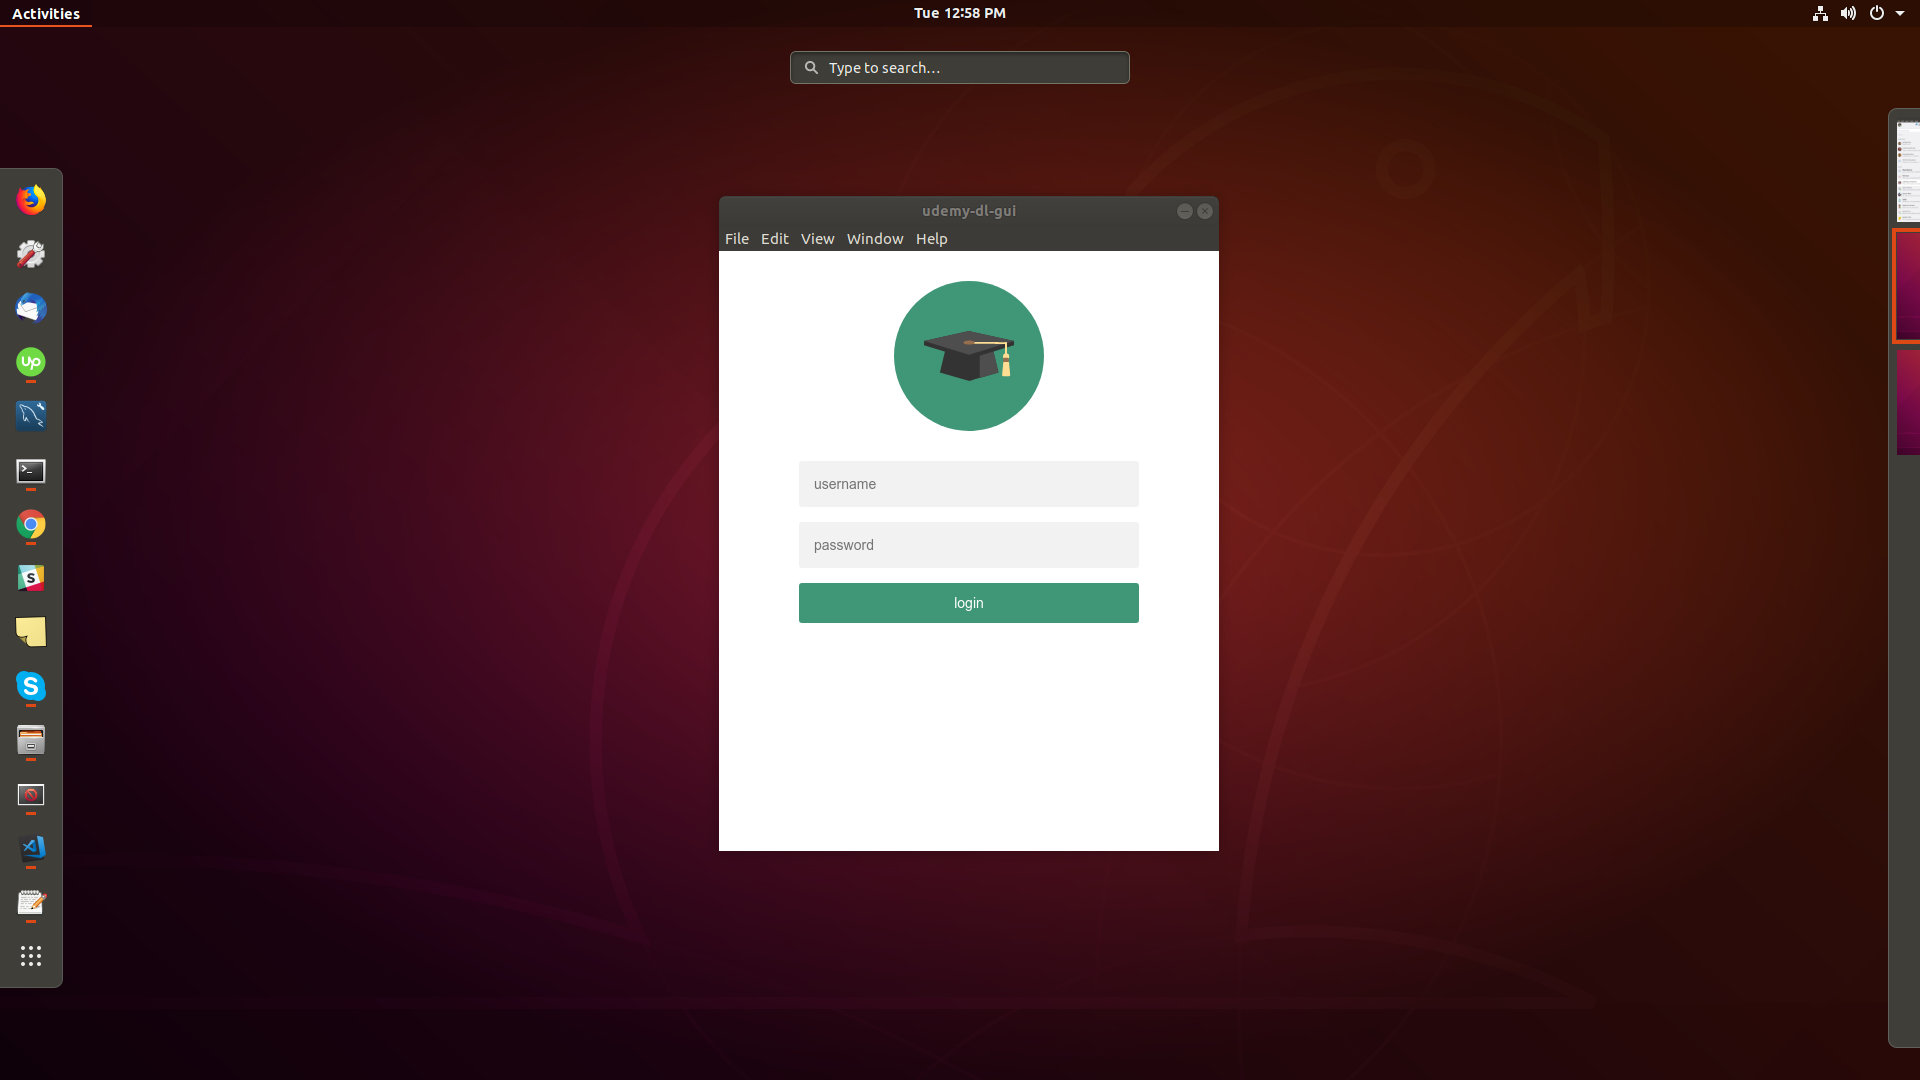 Activities
Tue 12:58 PM
Type to search...
udemy-dl-gui
File Edit View Window Help
username
password
login